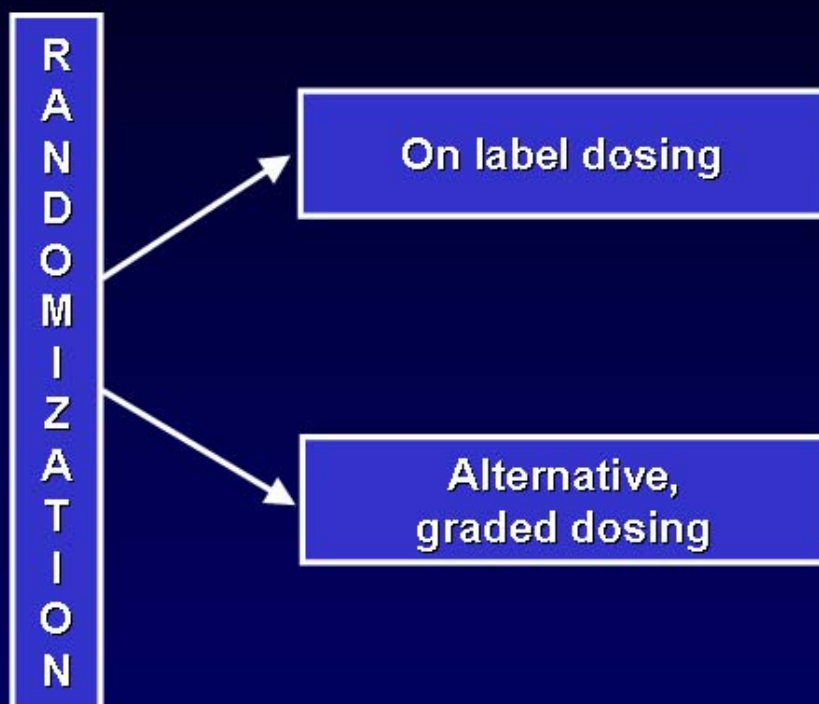 RANDOMIZATION
On label dosing
Alternative,
graded dosing